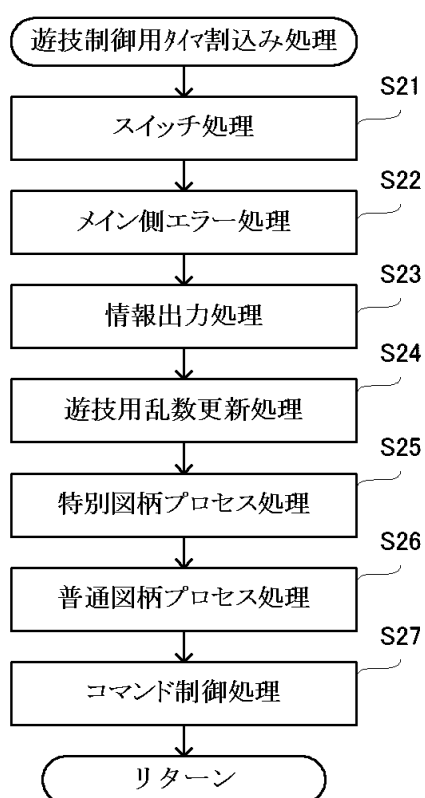 遊技制御用ﾀｲﾏ割込み処理
S21
スイッチ処理
S22
メイン側エラー処理
S23
情報出力処理
S24
遊技用乱数更新処理
S25
特別図柄プロセス処理
S26
普通図柄プロセス処理
S27
コマンド制御処理
リターン